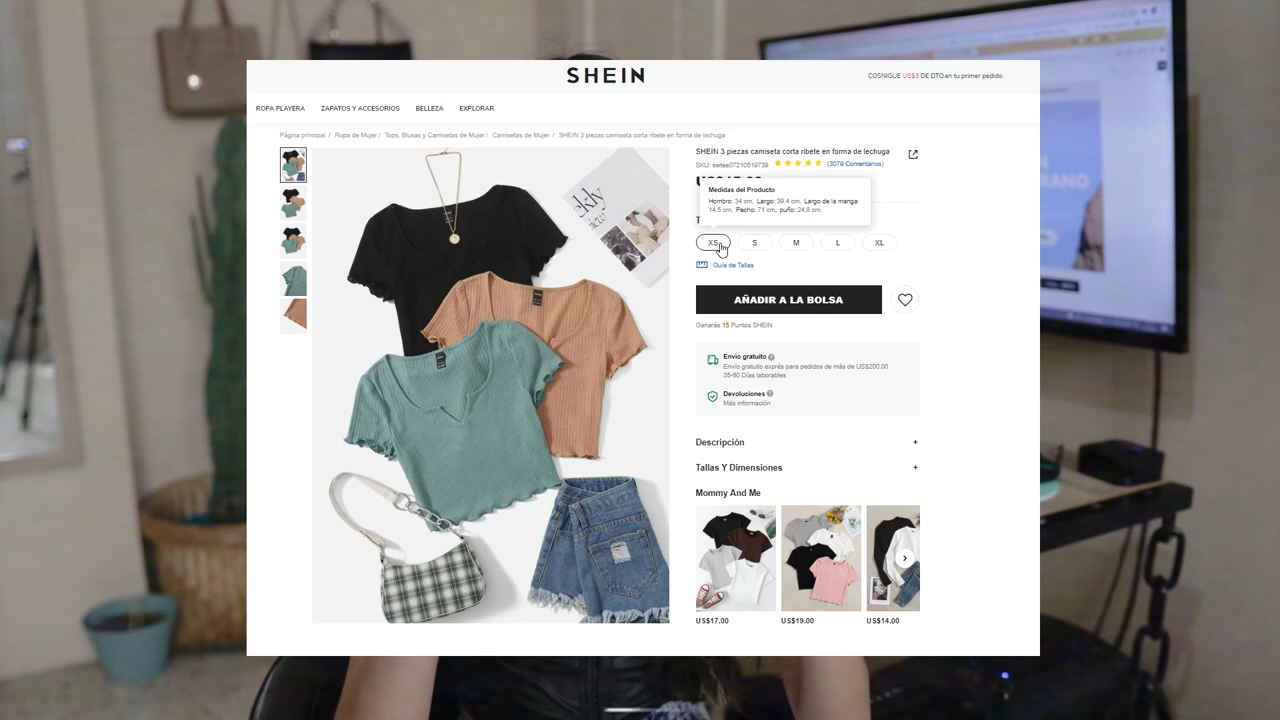 SHEIN
COSNIGUE US$3 DE DTO.en tu primer pedido
ROPA PLAYERA ZAPATOS Y ACCESORIOS BELLEZA EXPLORAR
Página principal / Ropa de Mujer / Tops, Blusas y Camisetas de Mujer / Camisetas de Mujer / SHEIN 3 piezas camiseta corta ribete en forma de lechuga
SHEIN 3 piezas camiseta corta ribete en forma de lechuga
SKU: swtee07210519739 (3079 Comentarios)
Medidas del Producto
Hombro: 34 cm, Largo: 39.4 cm, Largo de la manga:
14.5 cm, Pecho: 71 cm, puño: 24.8 cm.
XS S M L XL
Guía de Tallas
AÑADIR A LA BOLSA
Ganarás 15 Puntos SHEIN
Envío gratuito
Envío gratuito exprés para pedidos de más de US$200.00
35-60 Días laborables
Devoluciones
Más información
Descripción +
Tallas Y Dimensiones +
Mommy And Me
US$17.00 US$19.00 US$14.00